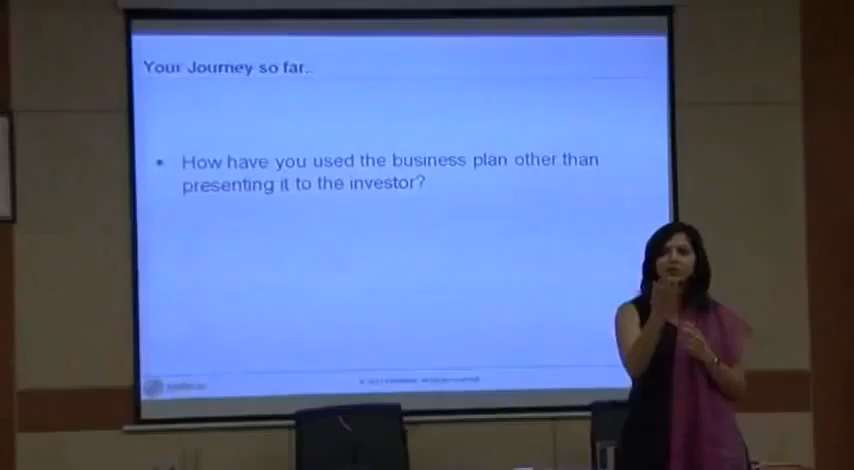 Your Journey so far..
• How have you used the business plan other than
presenting it to the investor?